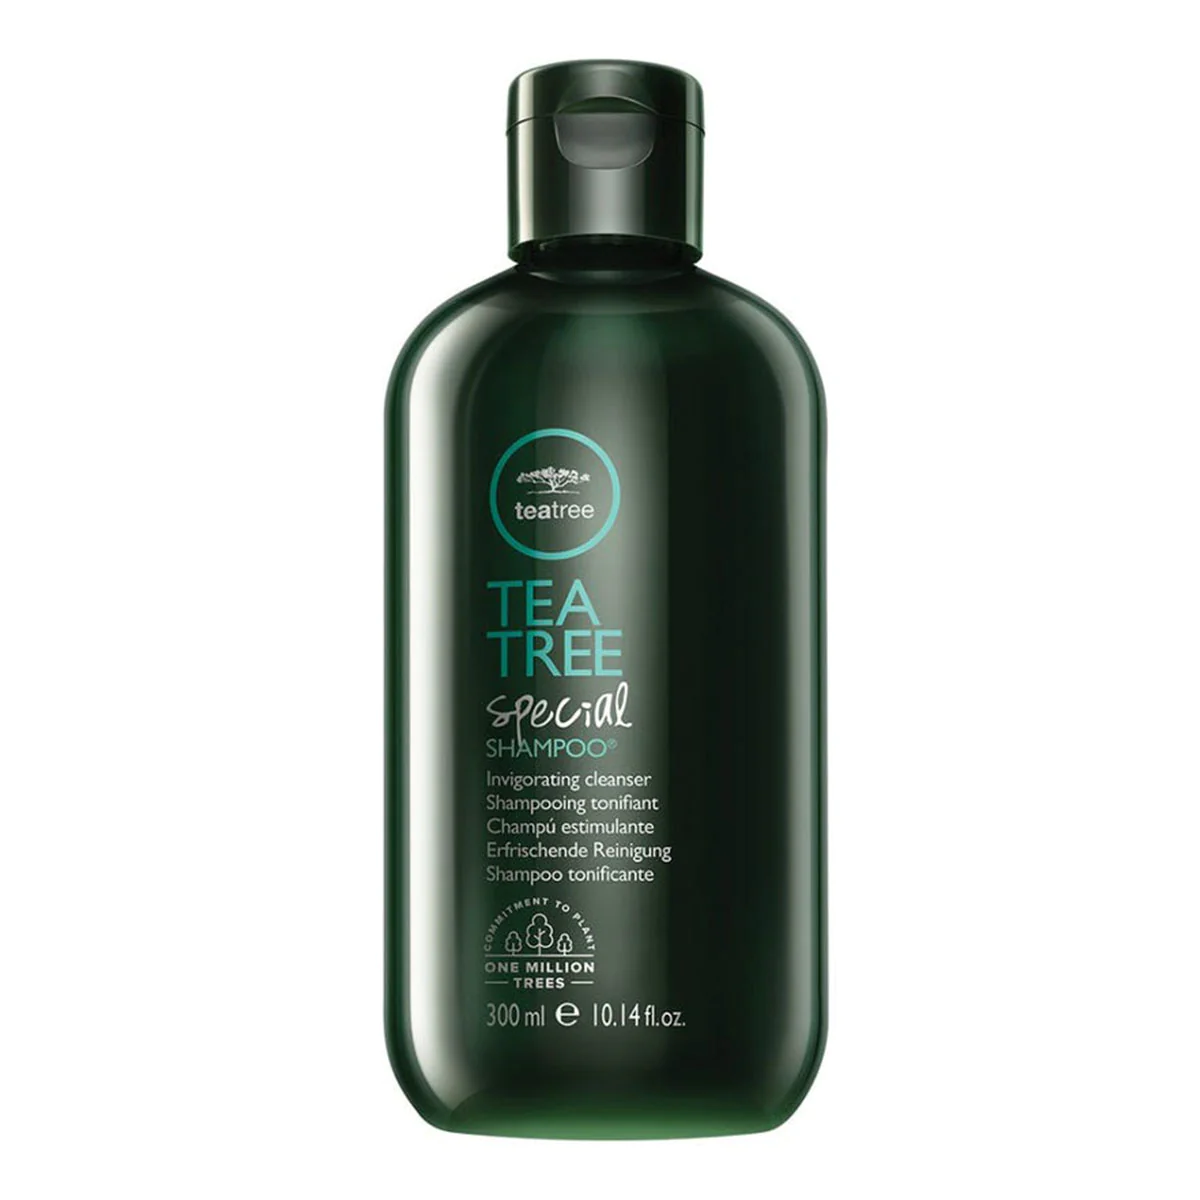 teatree
TEA
TREE
special
SHAMPOO®
Invigorating cleanser
Shampooing tonifiant
Champú estimulante
Erfrischende Reinigung
Shampoo tonificante
COMMITMENT TO PLANT
ONE MILLION
TREES
300 ml ℮ 10.14 fl. oz.